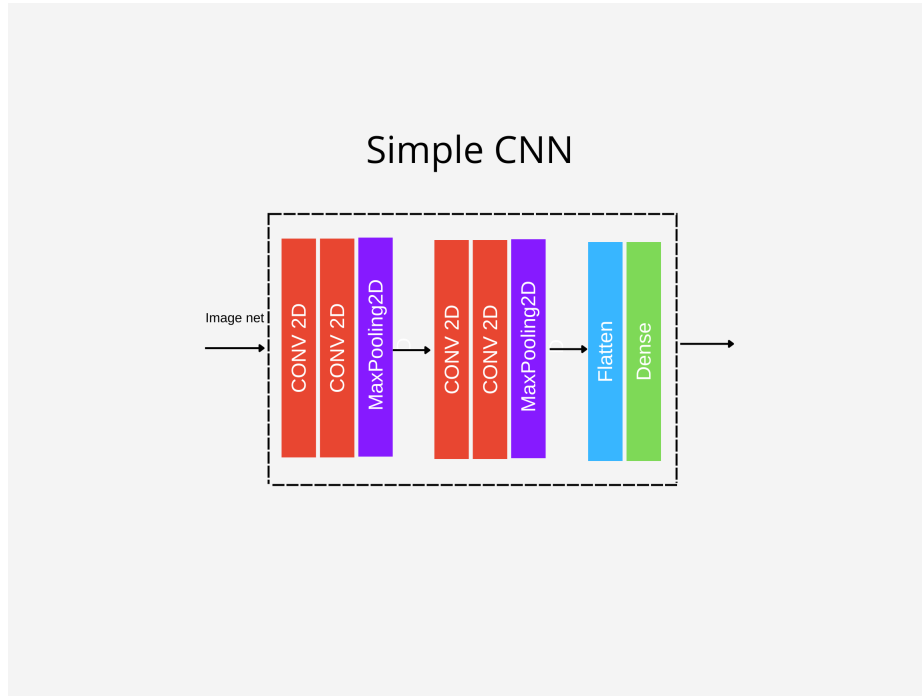 Simple CNN
Image net
CONV 2D
CONV 2D
MaxPooling2D
CONV 2D
CONV 2D
MaxPooling2D
Flatten
Dense